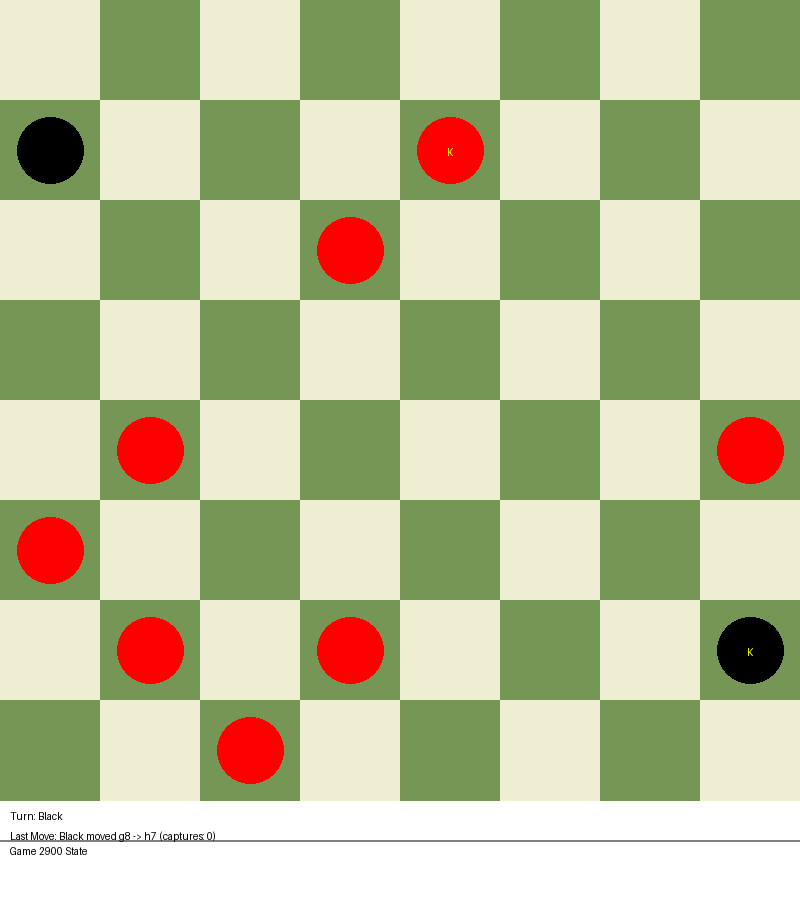 K
K
Turn: Black
Last Move: Black moved g8 -> h7 (captures: 0)
Game 2900 State